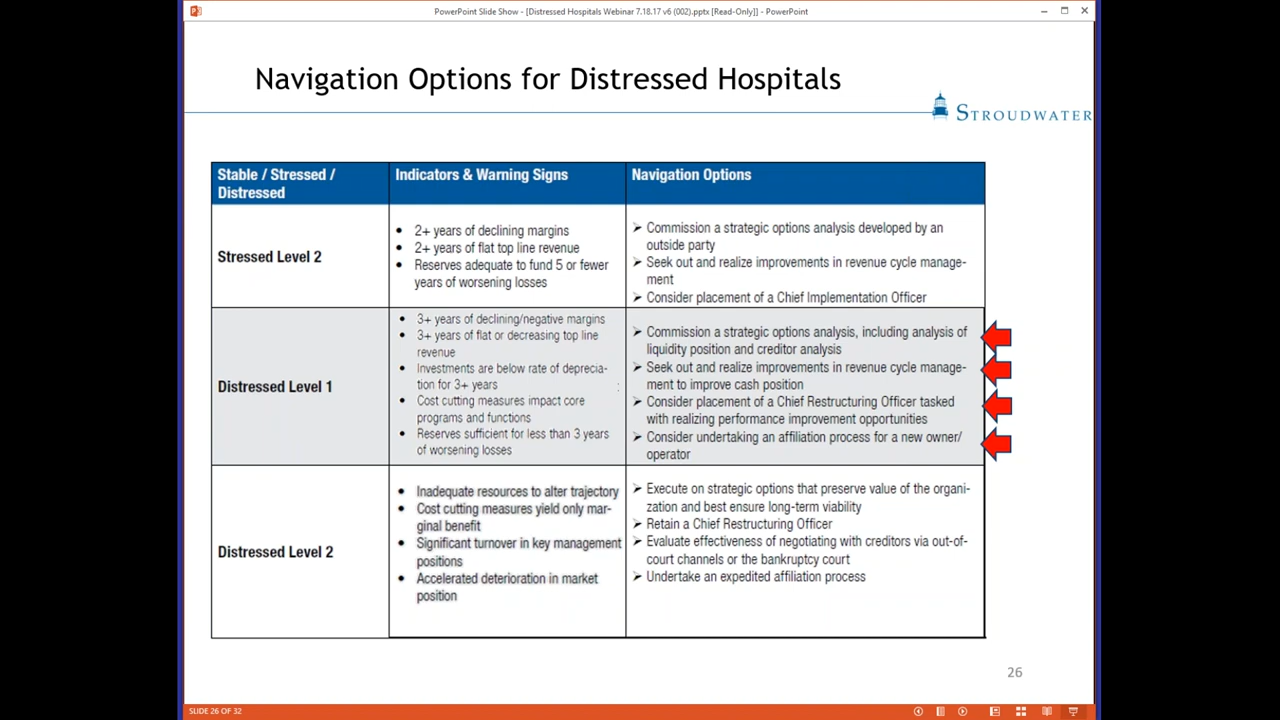 PowerPoint Slide Show - [Distressed Hospitals Webinar 7.18.17 v6 (002).pptx [Read-Only]] - PowerPoint
Navigation Options for Distressed Hospitals
STROUDWATER
Stable / Stressed /
Distressed
Indicators & Warning Signs
Navigation Options
Stressed Level 2
• 2+ years of declining margins
• 2+ years of flat top line revenue
• Reserves adequate to fund 5 or fewer
years of worsening losses
➢ Commission a strategic options analysis developed by an
outside party
➢ Seek out and realize improvements in revenue cycle manage-
ment
➢ Consider placement of a Chief Implementation Officer
Distressed Level 1
• 3+ years of declining/negative margins
• 3+ years of flat or decreasing top line
revenue
• Investments are below rate of deprecia-
tion for 3+ years
• Cost cutting measures impact core
programs and functions
• Reserves sufficient for less than 3 years
of worsening losses
➢ Commission a strategic options analysis, including analysis of
liquidity position and creditor analysis
➢ Seek out and realize improvements in revenue cycle manage-
ment to improve cash position
➢ Consider placement of a Chief Restructuring Officer tasked
with realizing performance improvement opportunities
➢ Consider undertaking an affiliation process for a new owner/
operator
Distressed Level 2
• Inadequate resources to alter trajectory
• Cost cutting measures yield only mar-
ginal benefit
• Significant turnover in key management
positions
• Accelerated deterioration in market
position
➢ Execute on strategic options that preserve value of the organi-
zation and best ensure long-term viability
➢ Retain a Chief Restructuring Officer
➢ Evaluate effectiveness of negotiating with creditors via out-of-
court channels or the bankruptcy court
➢ Undertake an expedited affiliation process
26
SLIDE 26 OF 32